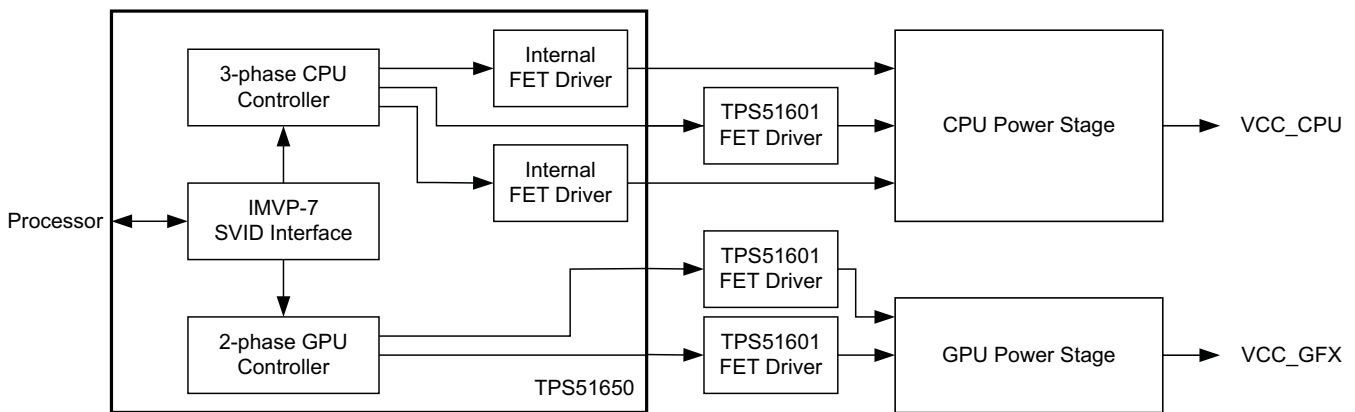 Internal
FET Driver
3-phase CPU
Controller
TPS51601
FET Driver
CPU Power Stage
VCC_CPU
Internal
FET Driver
Processor
IMVP-7
SVID Interface
TPS51601
FET Driver
2-phase GPU
Controller
TPS51601
FET Driver
GPU Power Stage
VCC_GFX
TPS51650